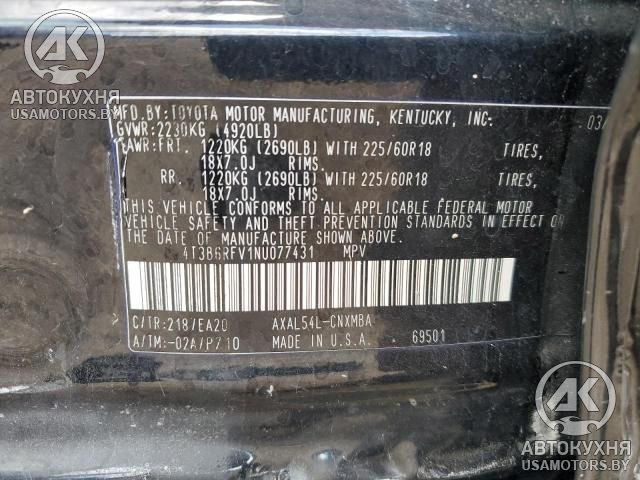 АК
АВТОКУХНЯ
USAMOTORS.BY
MFD.BY:TOYOTA MOTOR MANUFACTURING, KENTUCKY, INC. 03/
GVWR:2230KG (4920LB)
GAWR:FRT. 1220KG (2690LB) WITH 225/60R18 TIRES,
18X7.0J RIMS.
RR. 1220KG (2690LB) WITH 225/60R18 TIRES,
18X7.0J RIMS.
THIS VEHICLE CONFORMS TO ALL APPLICABLE FEDERAL MOTOR
VEHICLE SAFETY AND THEFT PREVENTION STANDARDS IN EFFECT ON
THE DATE OF MANUFACTURE SHOWN ABOVE.
4T3B6RFV1NU077431 MPV
C/TR:218/EA20 AXAL54L-CNXMBA
A/TM:-02A/P710 MADE IN U.S.A. 69501
АК
АВТОКУХНЯ
USAMOTORS.BY